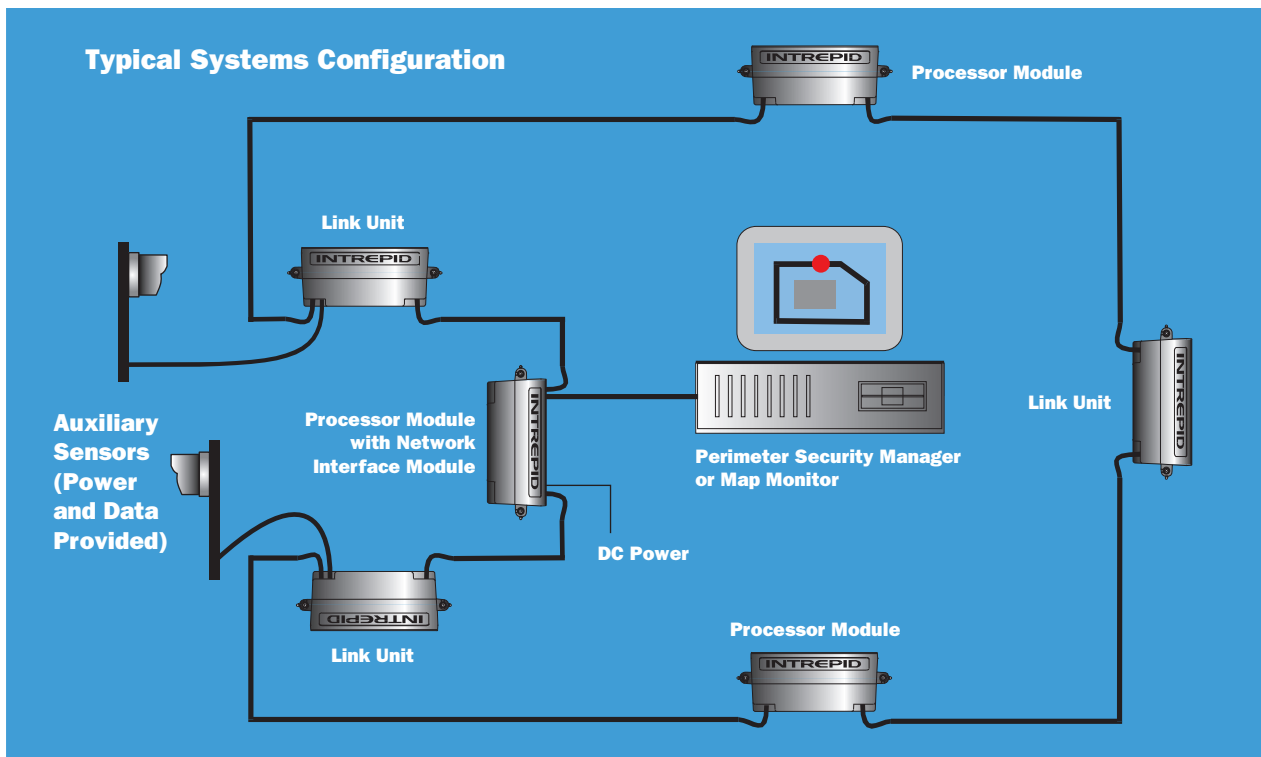 Typical Systems Configuration
INTREPID
Processor Module
Link Unit
INTREPID
INTREPID
Link Unit
Auxiliary
Sensors
(Power
and Data
Provided)
Processor Module
with Network
Interface Module
INTREPID
Perimeter Security Manager
or Map Monitor
DC Power
INTREPID
Link Unit
Processor Module
INTREPID